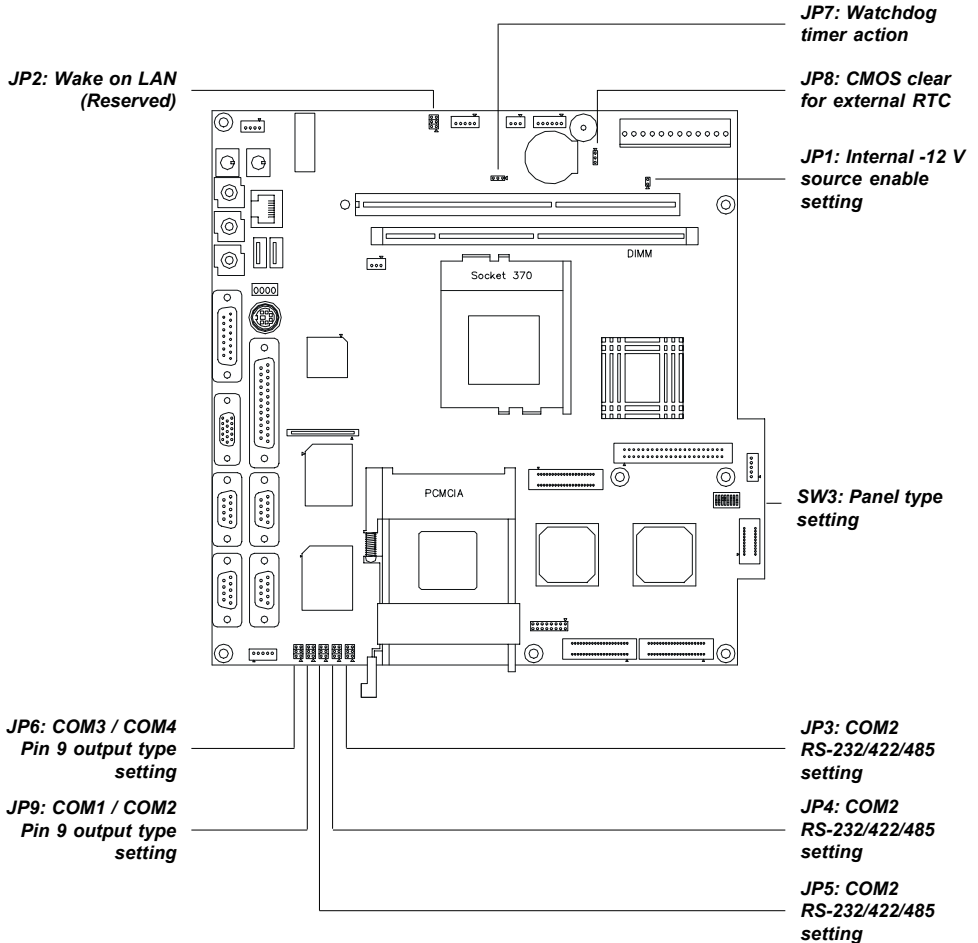 JP7: Watchdog
timer action
JP2: Wake on LAN
(Reserved)
JP8: CMOS clear
for external RTC
JP1: Internal -12 V
source enable
setting
DIMM
Socket 370
PCMCIA
SW3: Panel type
setting
JP6: COM3 / COM4
Pin 9 output type
setting
JP9: COM1 / COM2
Pin 9 output type
setting
JP3: COM2
RS-232/422/485
setting
JP4: COM2
RS-232/422/485
setting
JP5: COM2
RS-232/422/485
setting